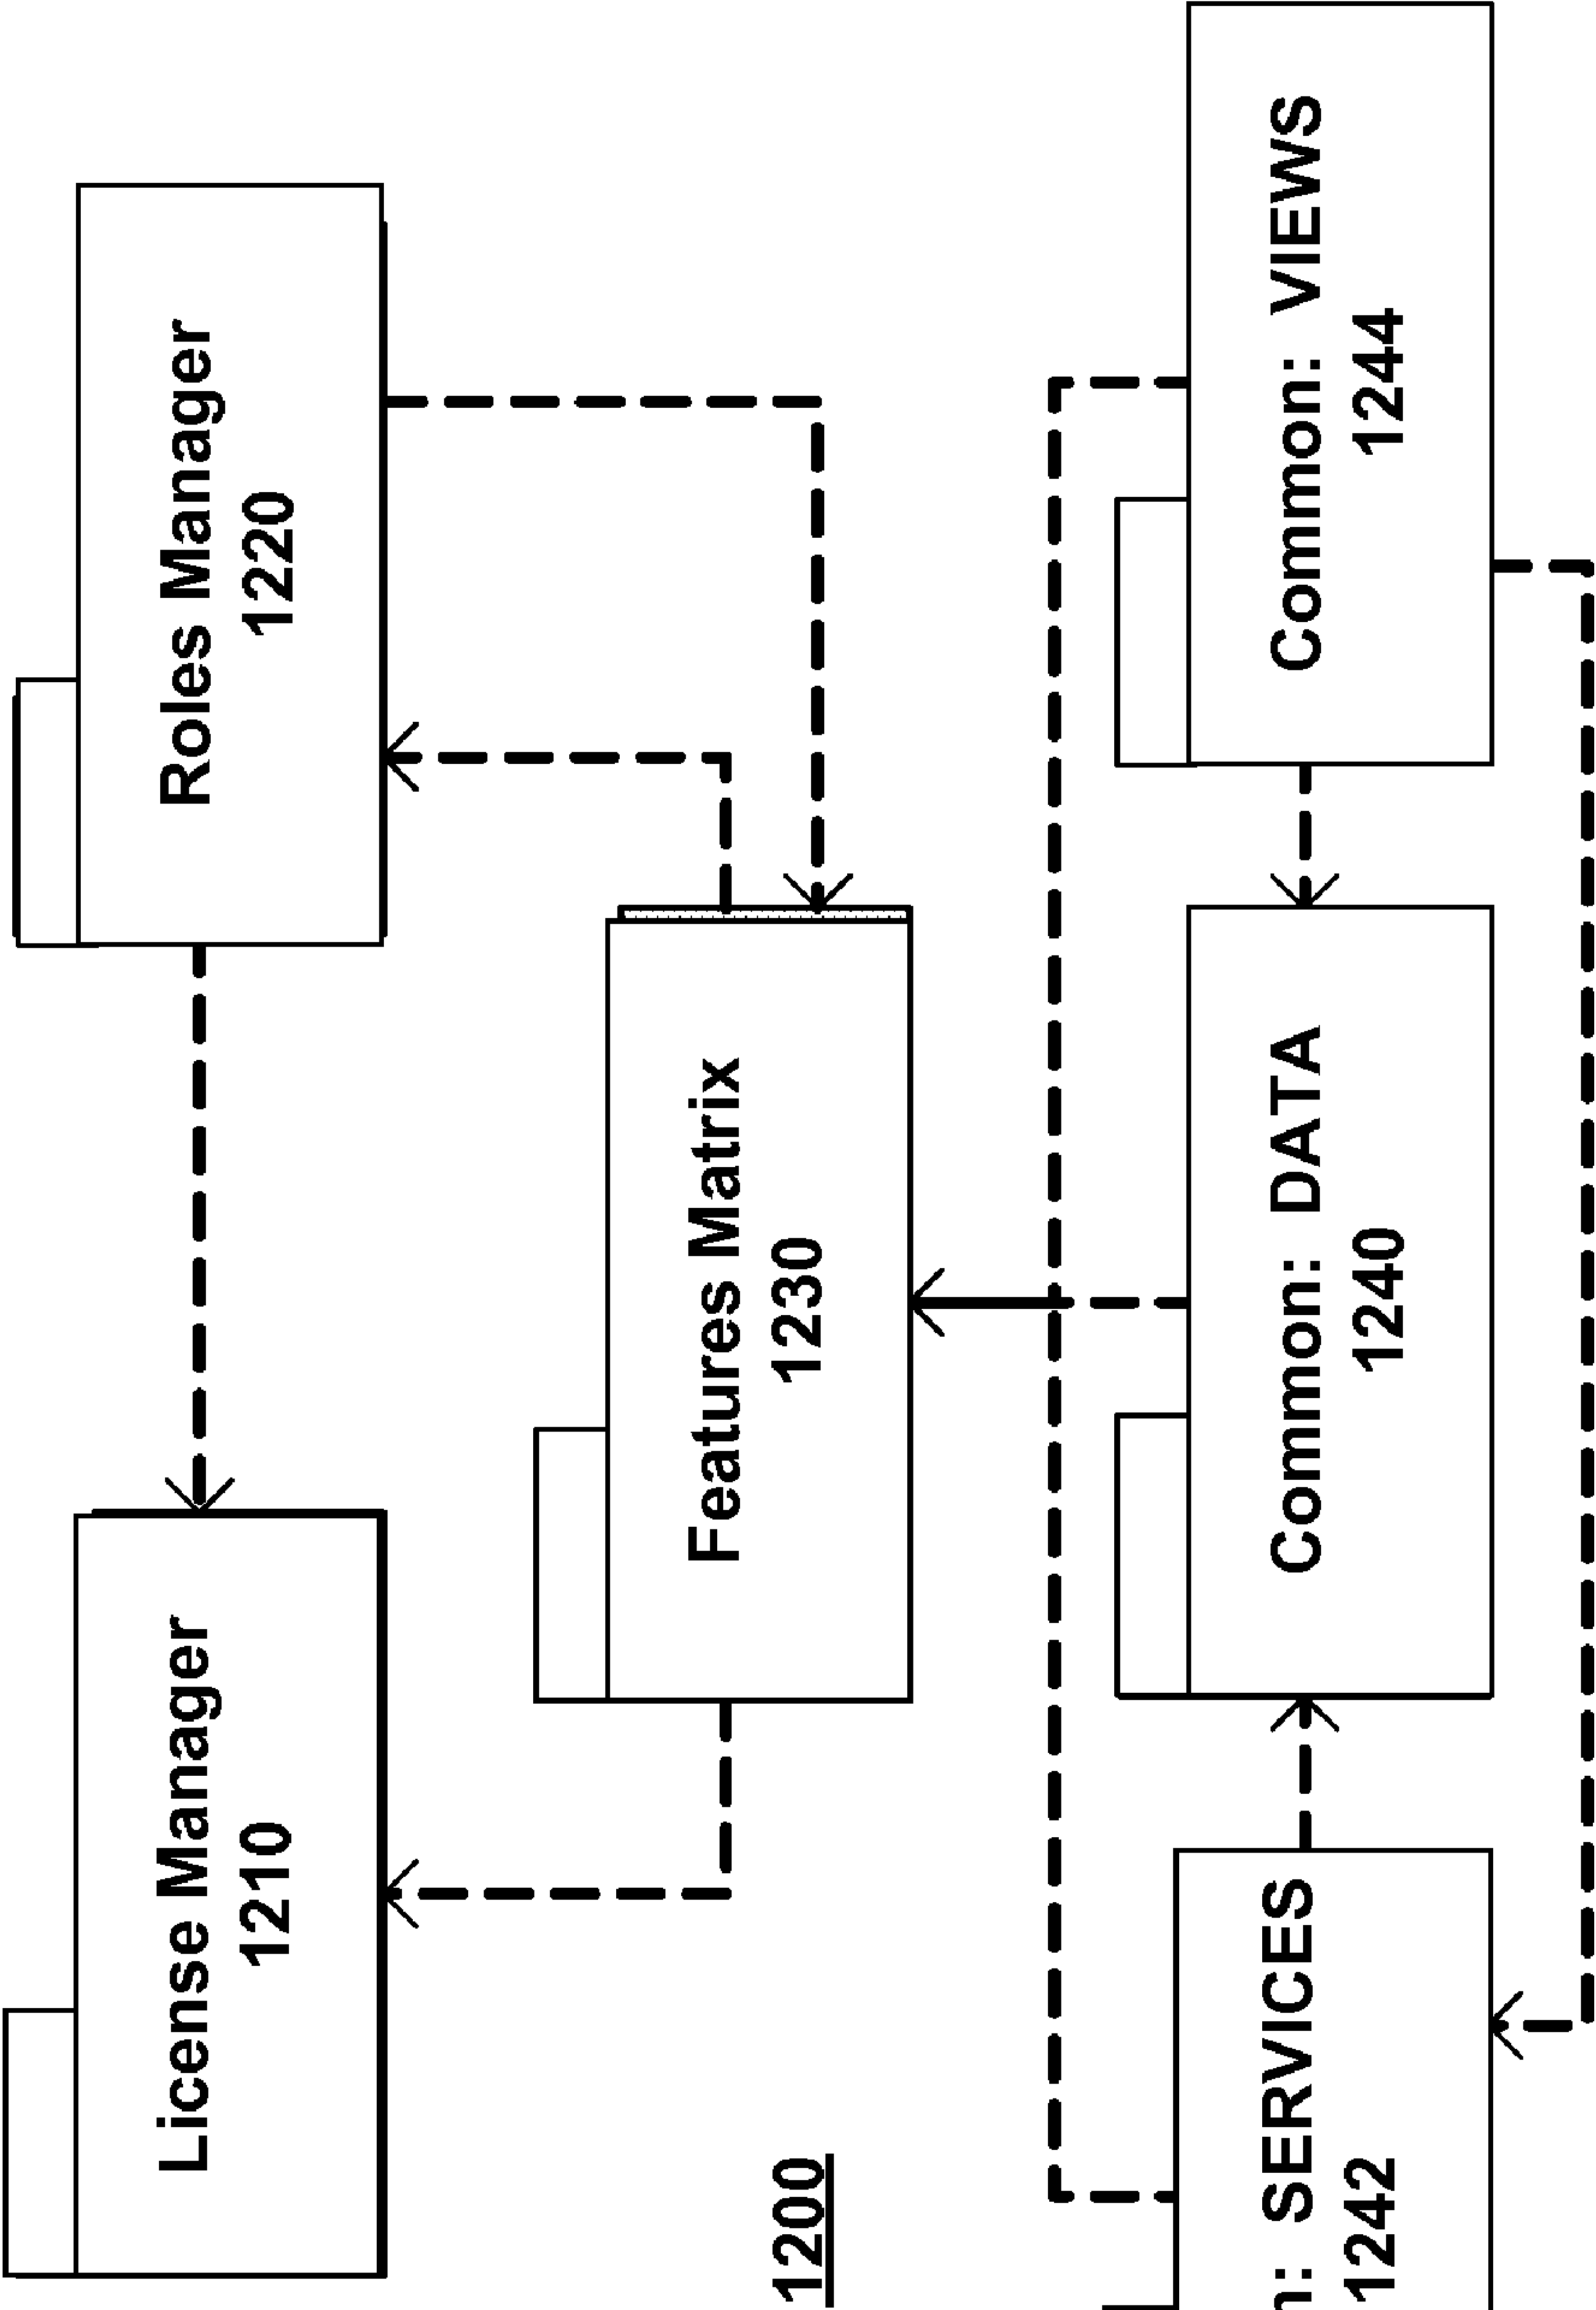 License Manager
1210
Roles Manager
1220
Features Matrix
1230
1200
n: SERVICES
1242
Common: DATA
1240
Common: VIEWS
1244